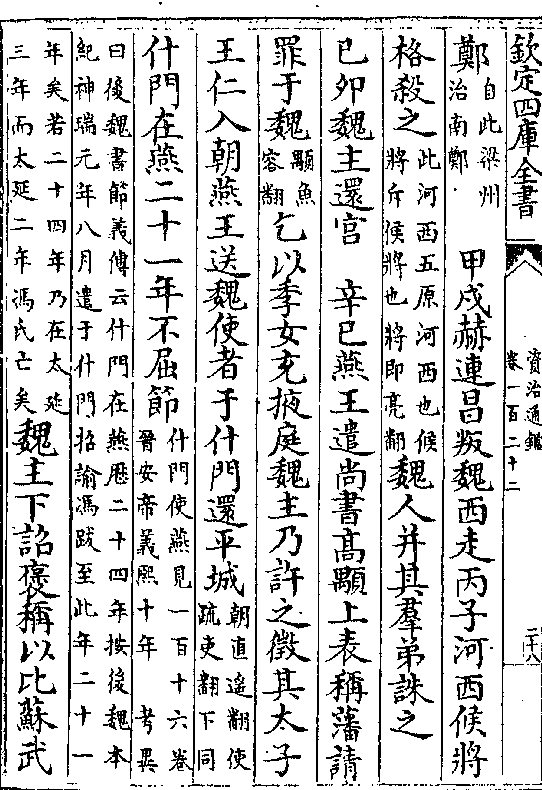 欽定四庫全書
資治通鑑
卷一百二十二
二十八
鄭自此梁州治南鄭 甲戌赫連昌叛魏西走丙子河西候將
格殺之此河西五原河西也候將斥候將也將即亮翻魏人并其羣弟誅之
己卯魏主還宮 辛巳燕王遣尚書高顒上表稱藩請
罪于魏顒魚容翻乞以季女充掖庭魏主乃許之徵其太子
王仁入朝燕王送魏使者于什門還平城朝直遥翻使疏吏翻下同
什門在燕二十一年不屈節什門使燕見一百十六卷晉安帝義熙十年 考異
曰後魏書節義傳云什門在燕歴二十四年按後魏本紀神瑞元年八月遣于什門招諭馮跋至此年二十一
年矣若二十四年乃在太延三年而太延二年馮氏亡矣魏主下詔褒稱以比蘇武